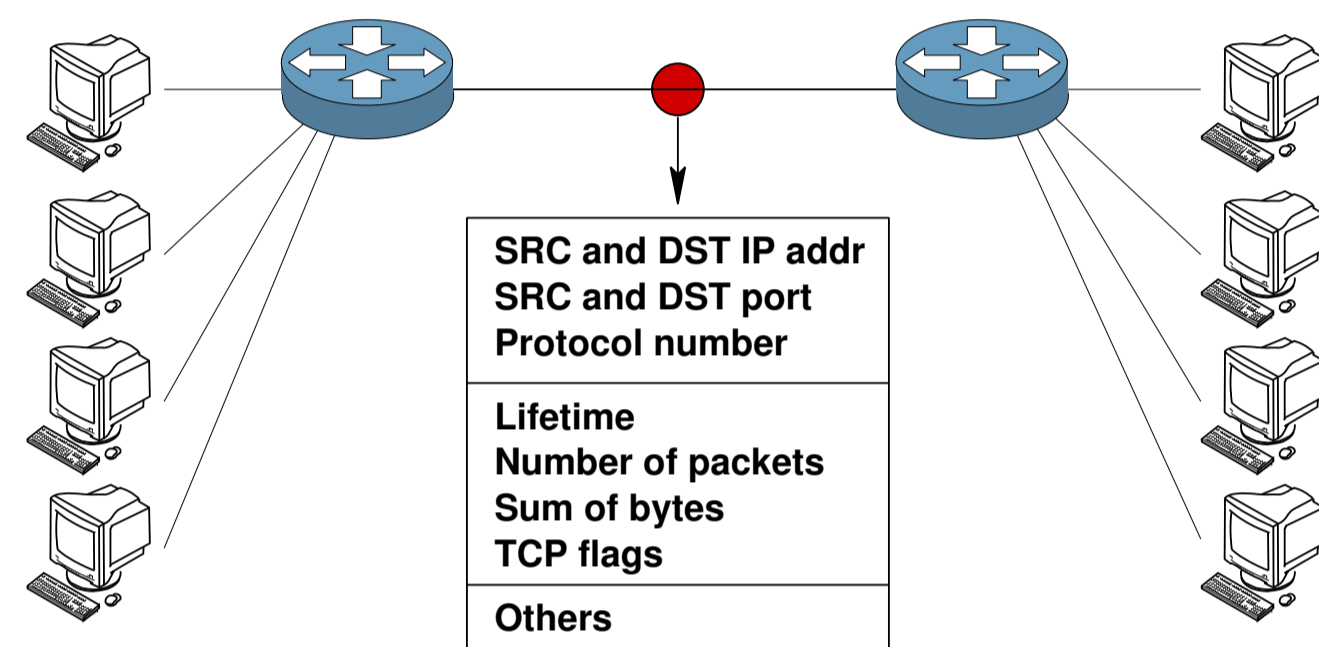 SRC and DST IP addr
SRC and DST port
Protocol number
Lifetime
Number of packets
Sum of bytes
TCP flags
Others